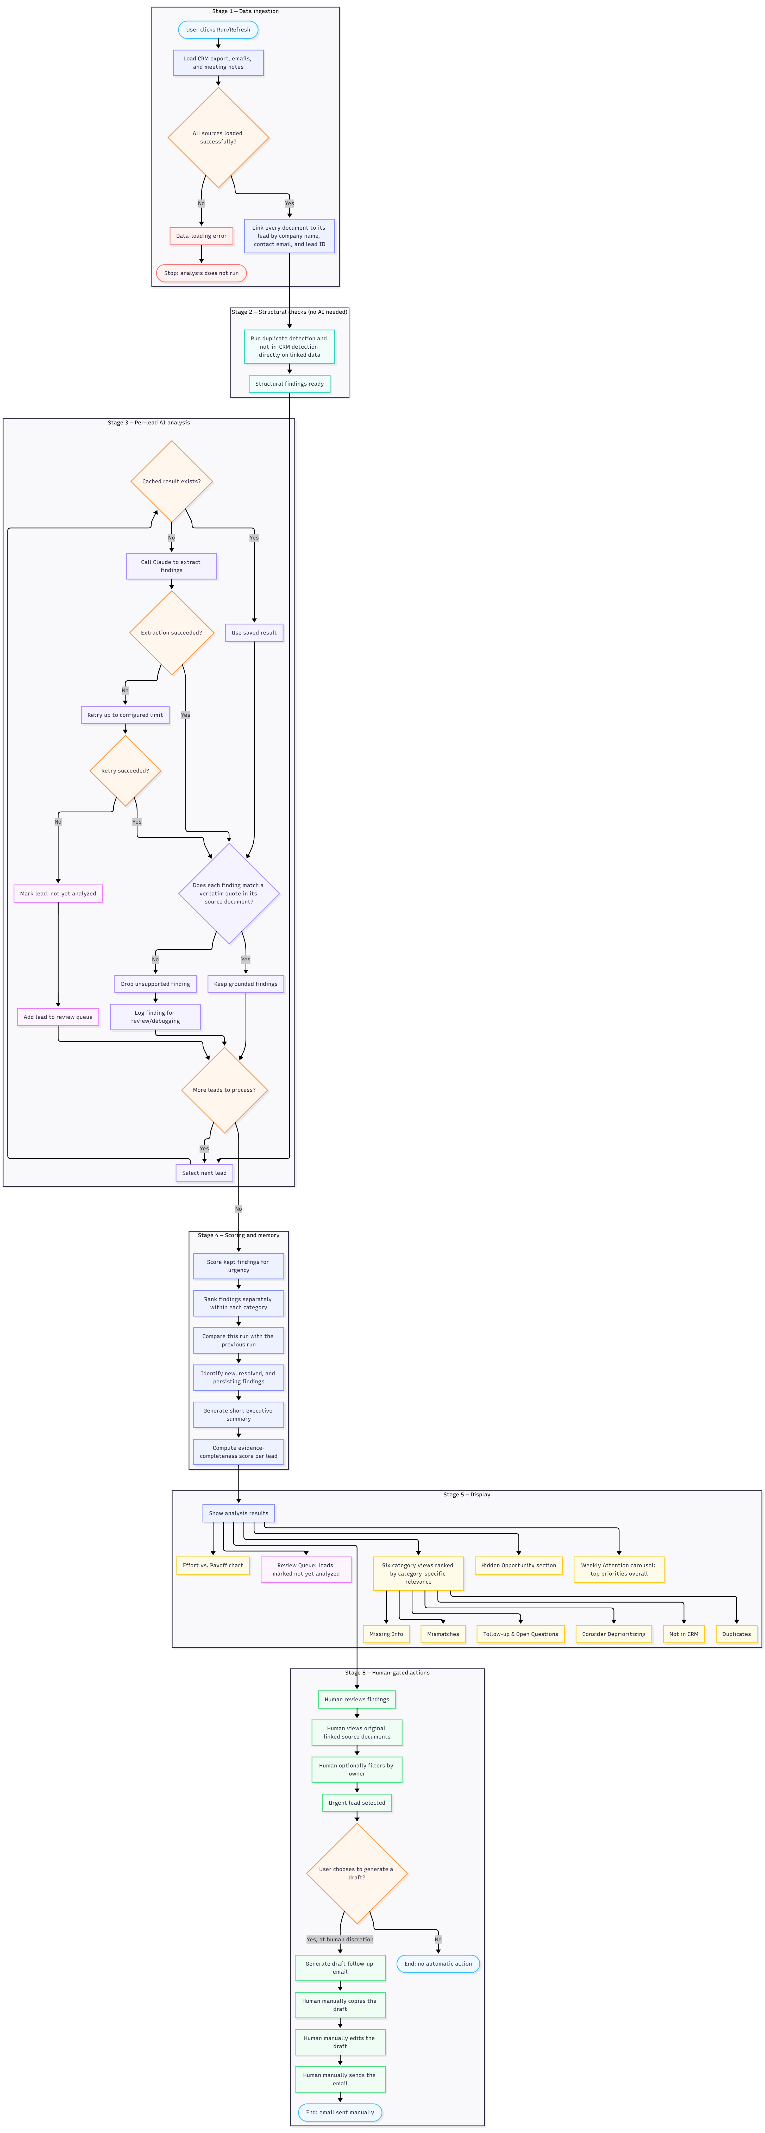 Stage 1 – Data ingestion
User clicks Run/Refresh
Load CRM export, emails,
and meeting notes
All sources loaded
successfully?
No
Yes
Data loading error
Link every document to its
lead by company name,
contact email, and lead ID
Stop: analysis does not run
Stage 2 – Structural checks (no AI needed)
Run duplicate detection and
not-in-CRM detection
directly on linked data
Structural findings ready
Stage 3 – Per-lead AI analysis
Cached result exists?
No
Yes
Call Claude to extract
findings
Extraction succeeded?
Use saved result
No
Yes
Retry up to configured limit
Retry succeeded?
No
Yes
Does each finding match a
verbatim quote in its
source document?
Mark lead: not yet analyzed
No
Yes
Drop unsupported finding
Keep grounded findings
Log finding for
review/debugging
Add lead to review queue
More leads to process?
Yes
Select next lead
No
Stage 4 – Scoring and memory
Score kept findings for
urgency
Rank findings separately
within each category
Compare this run with the
previous run
Identify new, resolved, and
persisting findings
Generate short executive
summary
Compute evidence-
completeness score per lead
Stage 5 – Display
Show analysis results
Effort vs. Payoff chart
Review Queue: leads
marked not yet analyzed
Six category views ranked
by category-specific
relevance
Hidden Opportunity section
Weekly Attention carousel:
top priorities overall
Missing Info
Mismatches
Follow-up & Open Questions
Consider Deprioritizing
Not in CRM
Duplicates
Stage 6 – Human-gated actions
Human reviews findings
Human views original
linked source documents
Human optionally filters by
owner
Urgent lead selected
User chooses to generate a
draft?
Yes, at human discretion
No
Generate draft follow-up
email
End: no automatic action
Human manually copies the
draft
Human manually edits the
draft
Human manually sends the
email
End: email sent manually